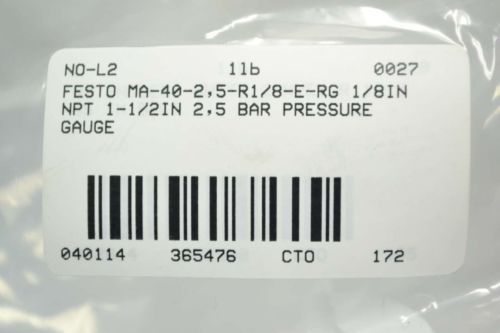 NO-L2 1lb 0027
FESTO MA-40-2,5-R1/8-E-RG 1/8IN
NPT 1-1/2IN 2,5 BAR PRESSURE
GAUGE
040114 365476 CTO 172